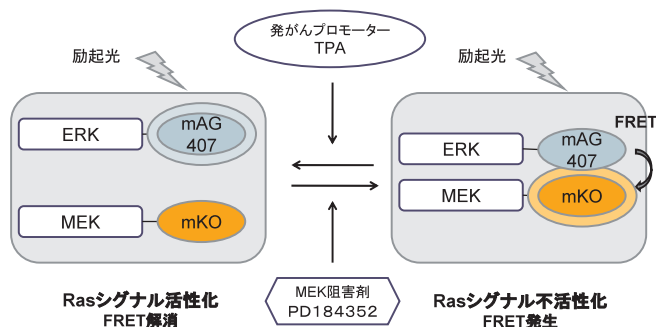 発がんプロモーター
TPA
励起光
励起光
ERK
mAG
407
MEK
mKO
ERK
mAG
407
FRET
MEK
mKO
Rasシグナル活性化
FRET解消
MEK阻害剤
PD184352
Rasシグナル不活性化
FRET発生